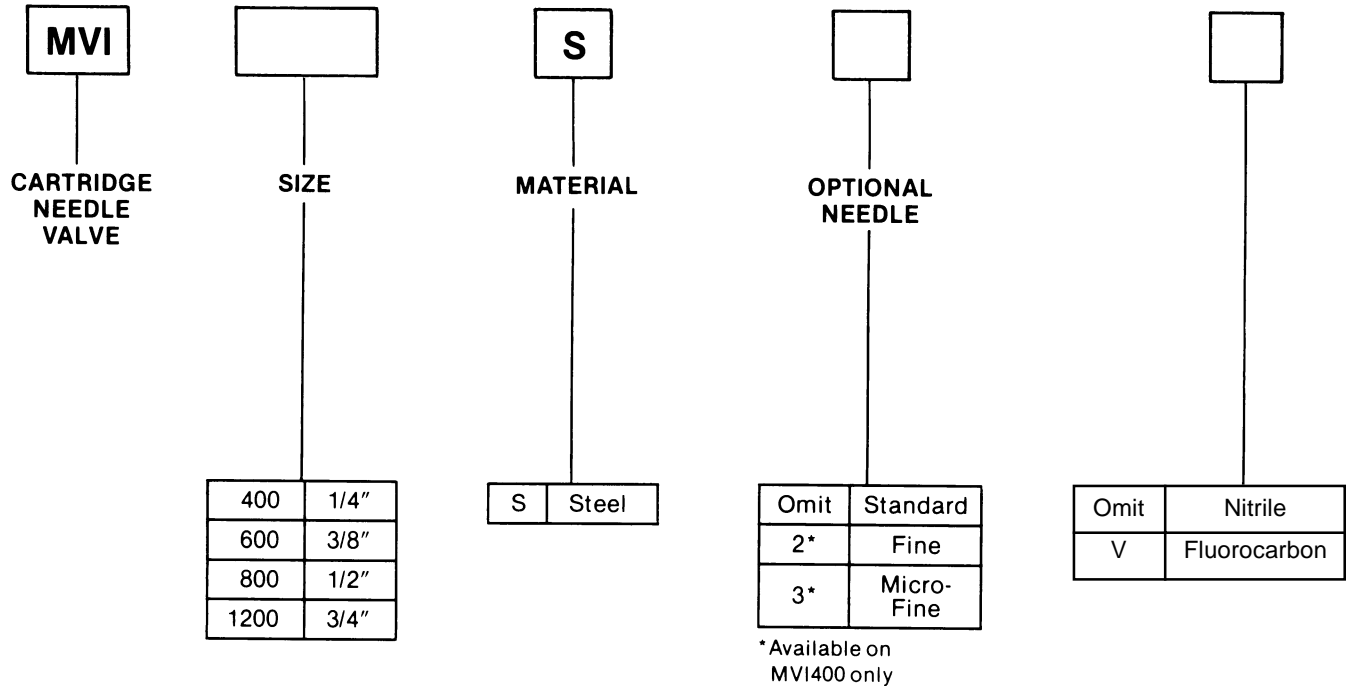 MVI S
CARTRIDGE
NEEDLE
VALVE
SIZE
MATERIAL
OPTIONAL
NEEDLE
400 1/4"
600 3/8"
800 1/2"
1200 3/4"
S Steel
Omit Standard
2* Fine
3* Micro-
Fine
*Available on
MVI400 only
Omit Nitrile
V Fluorocarbon